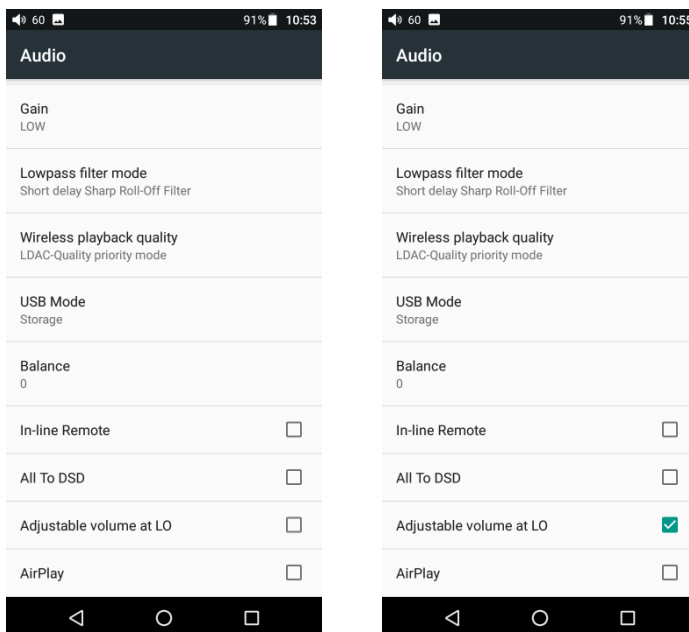 60 91% 10:53
Audio
Gain
LOW
Lowpass filter mode
Short delay Sharp Roll-Off Filter
Wireless playback quality
LDAC-Quality priority mode
USB Mode
Storage
Balance
0
In-line Remote
All To DSD
Adjustable volume at LO
AirPlay
60 91% 10:55
Audio
Gain
LOW
Lowpass filter mode
Short delay Sharp Roll-Off Filter
Wireless playback quality
LDAC-Quality priority mode
USB Mode
Storage
Balance
0
In-line Remote
All To DSD
Adjustable volume at LO
AirPlay